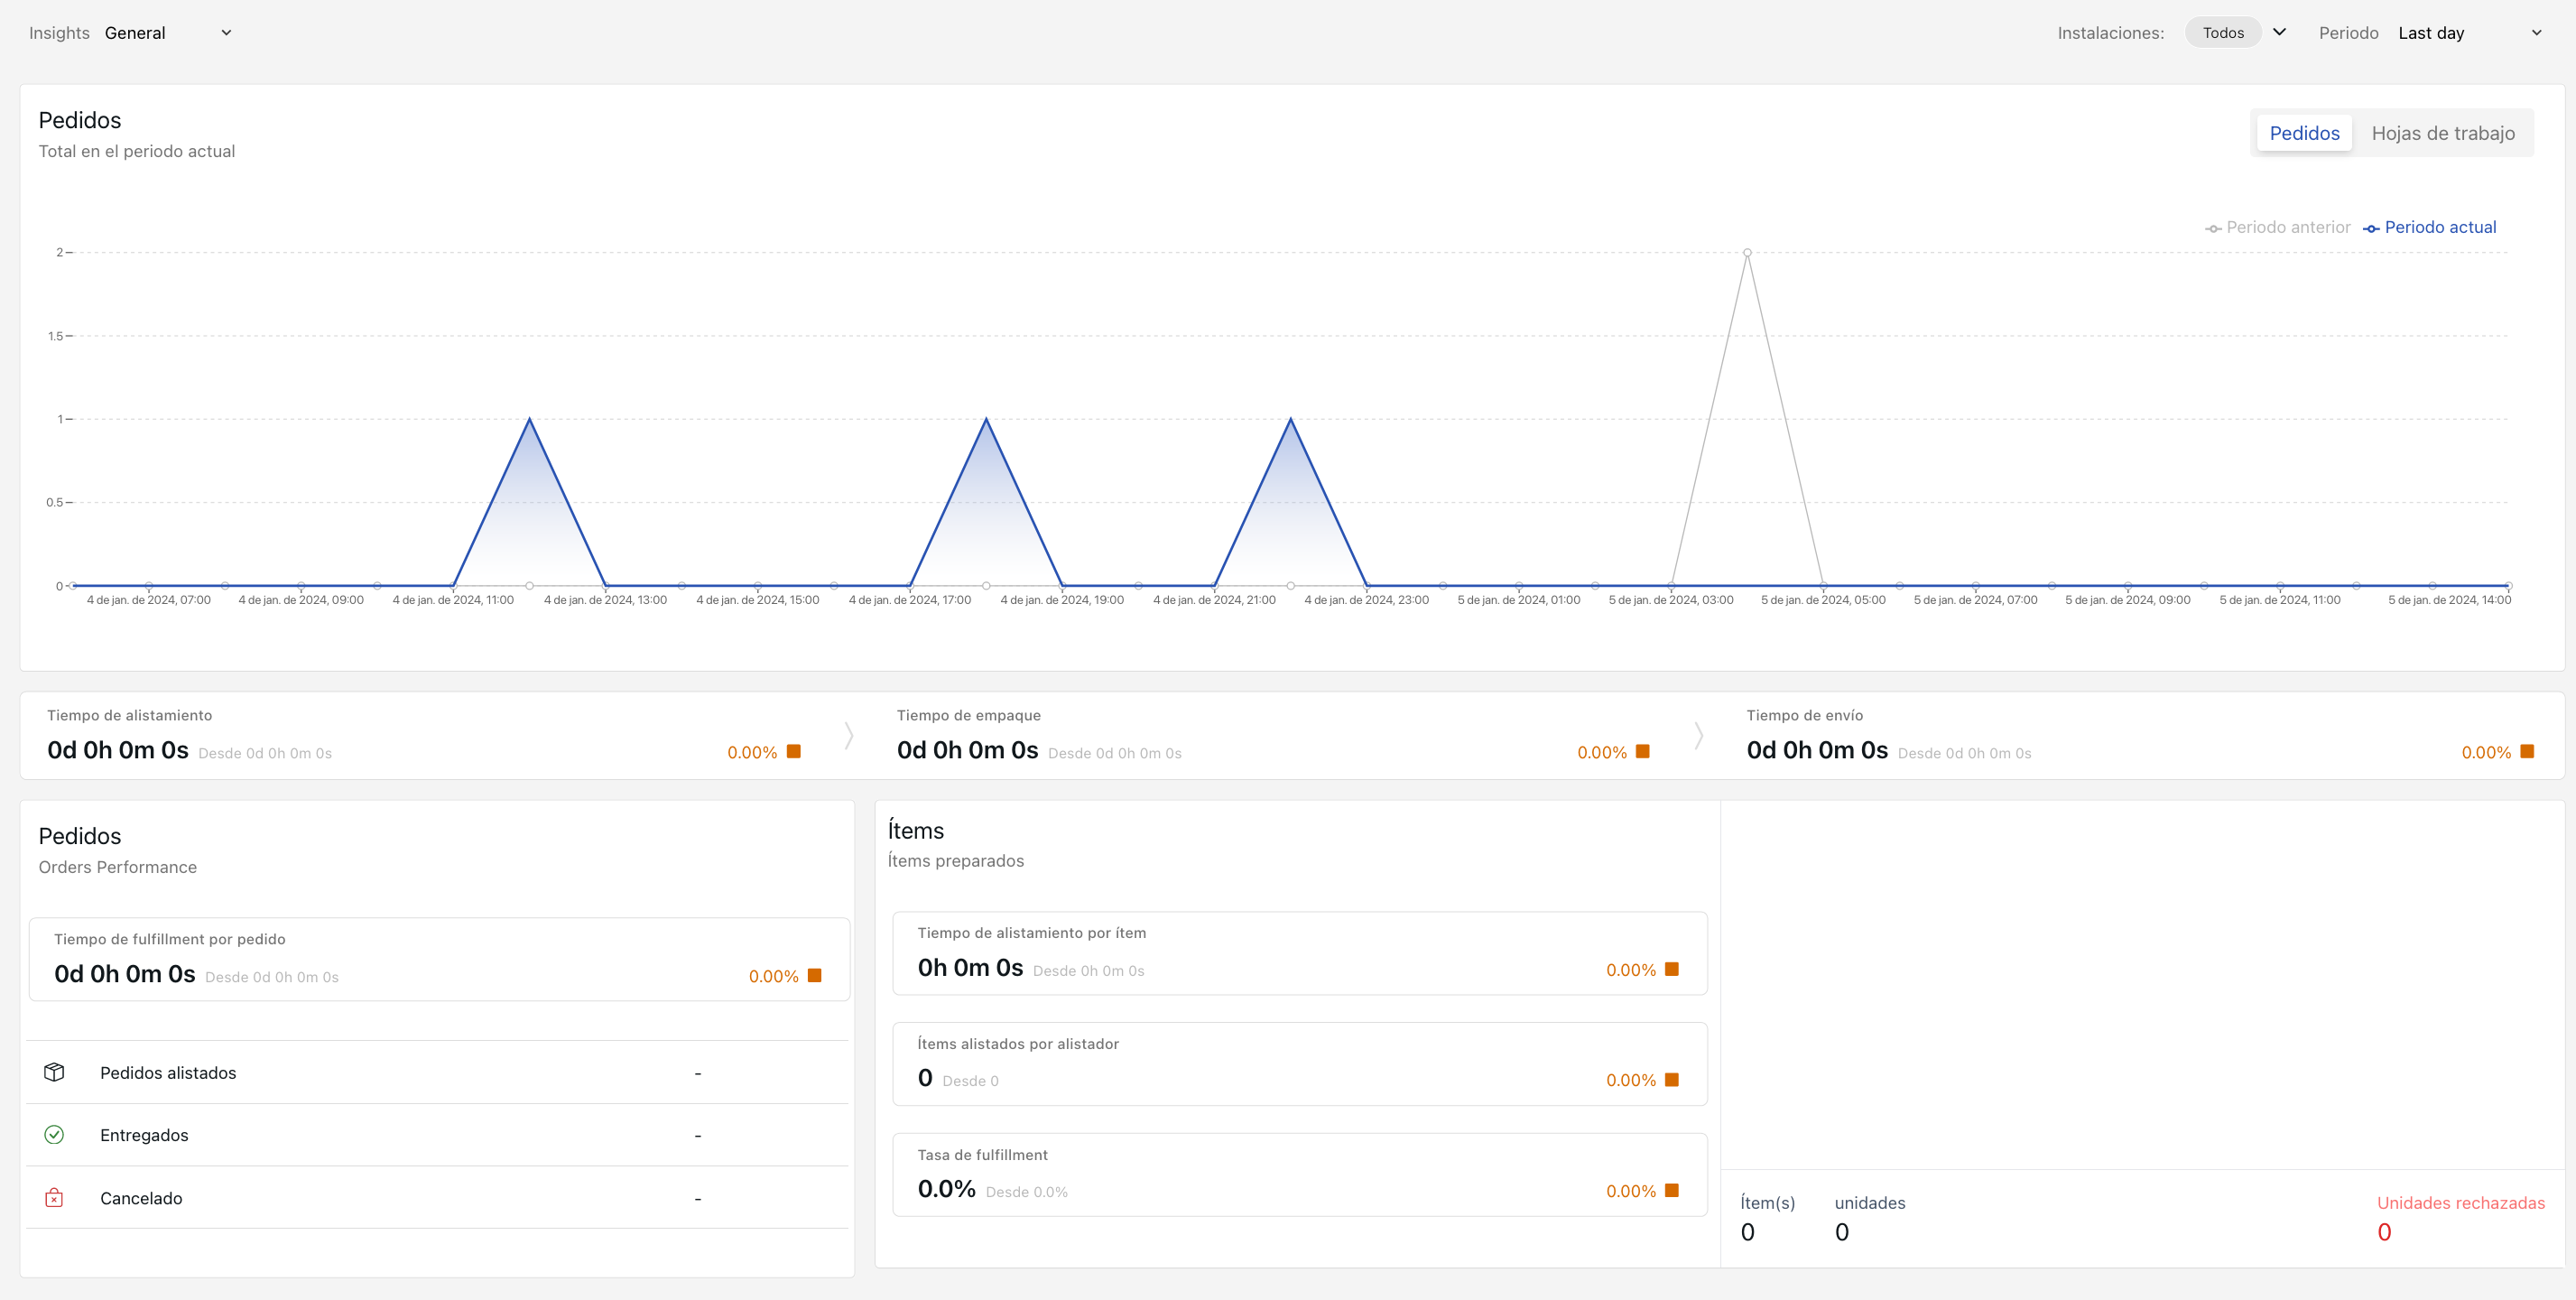 Insights General
Instalaciones: Todos Periodo Last day
Pedidos
Total en el periodo actual
Pedidos Hojas de trabajo
Periodo anterior Periodo actual
2
1.5
1
0.5
0
4 de jan. de 2024, 07:00 4 de jan. de 2024, 09:00 4 de jan. de 2024, 11:00 4 de jan. de 2024, 13:00 4 de jan. de 2024, 15:00 4 de jan. de 2024, 17:00 4 de jan. de 2024, 19:00 4 de jan. de 2024, 21:00 4 de jan. de 2024, 23:00 5 de jan. de 2024, 01:00 5 de jan. de 2024, 03:00 5 de jan. de 2024, 05:00 5 de jan. de 2024, 07:00 5 de jan. de 2024, 09:00 5 de jan. de 2024, 11:00 5 de jan. de 2024, 14:00
Tiempo de alistamiento
0d 0h 0m 0s Desde 0d 0h 0m 0s 0.00%
Tiempo de empaque
0d 0h 0m 0s Desde 0d 0h 0m 0s 0.00%
Tiempo de envío
0d 0h 0m 0s Desde 0d 0h 0m 0s 0.00%
Pedidos
Orders Performance
Tiempo de fulfillment por pedido
0d 0h 0m 0s Desde 0d 0h 0m 0s 0.00%
Pedidos alistados -
Entregados -
Cancelado -
Ítems
Ítems preparados
Tiempo de alistamiento por ítem
0h 0m 0s Desde 0h 0m 0s 0.00%
Ítems alistados por alistador
0 Desde 0 0.00%
Tasa de fulfillment
0.0% Desde 0.0% 0.00%
Ítem(s) unidades Unidades rechazadas
0 0 0